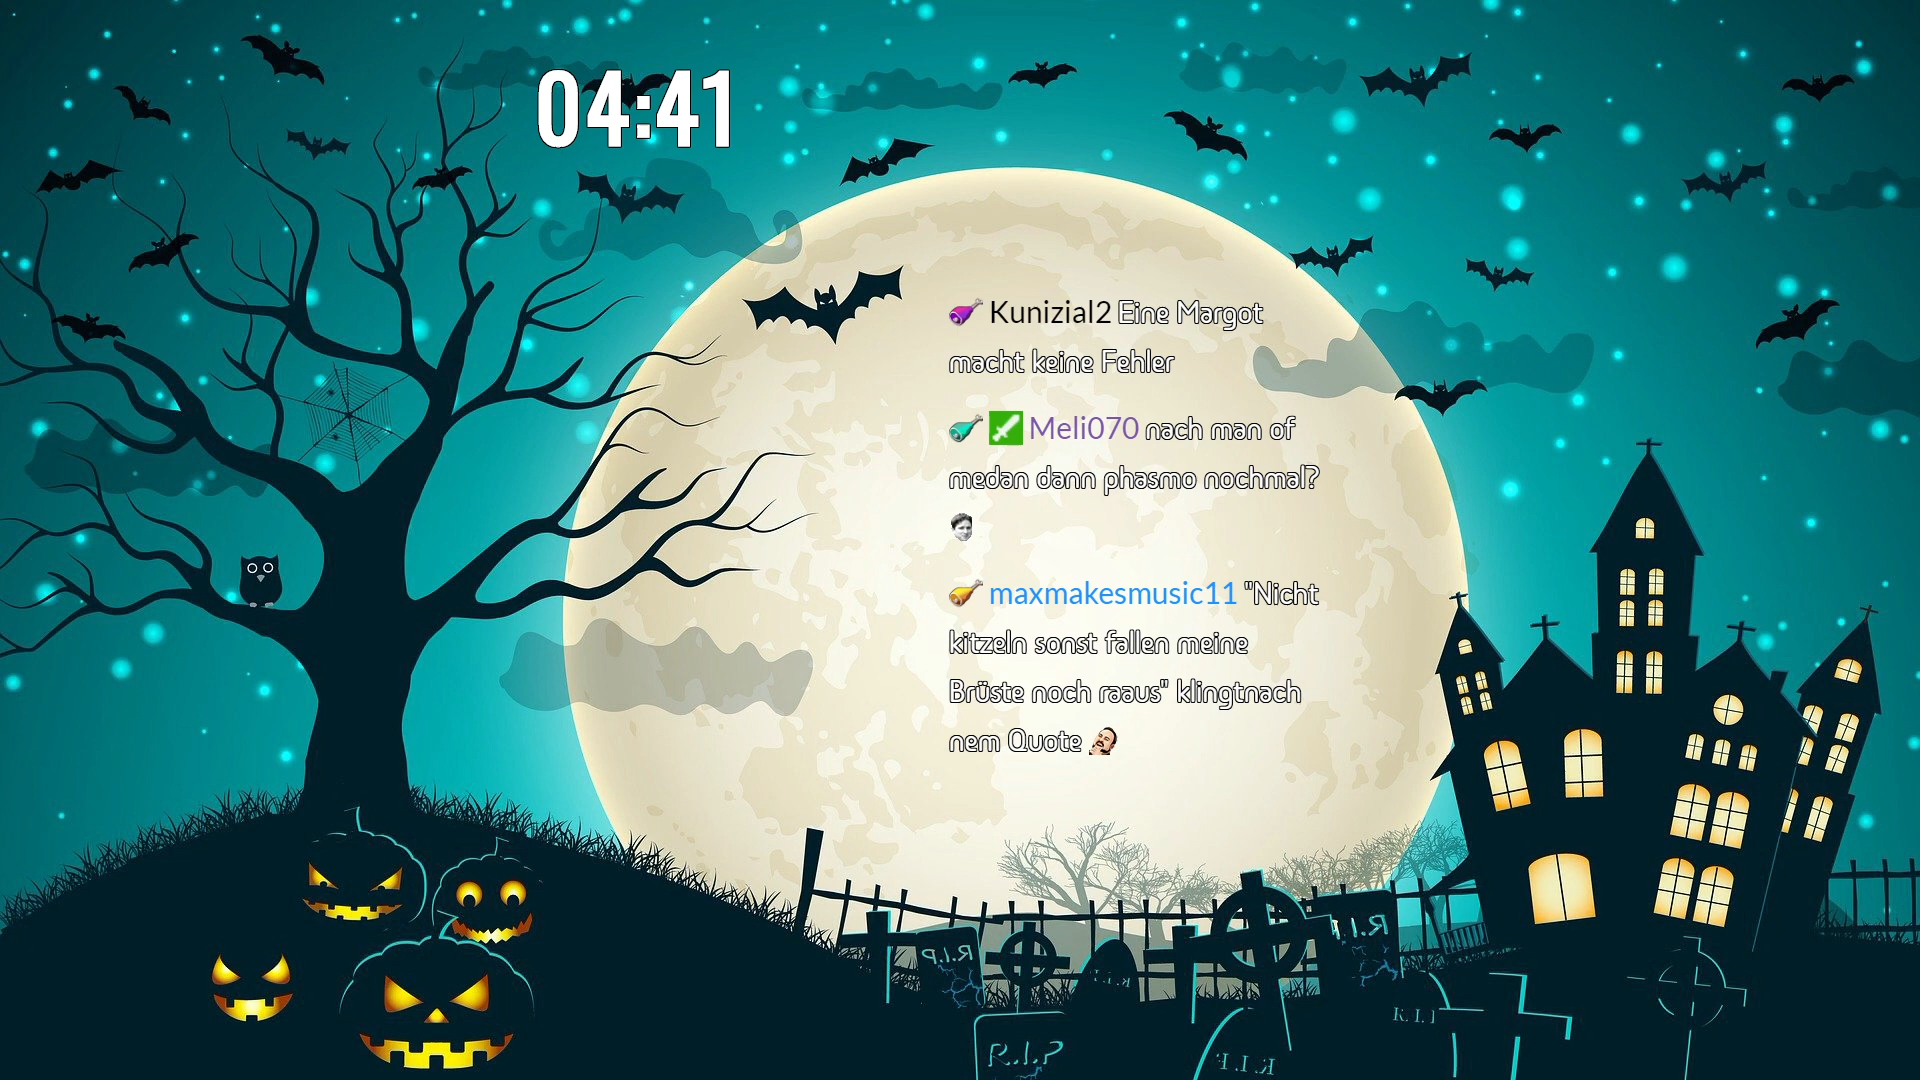 04:41
Kunizial2 Eine Margot
macht keine Fehler
Meli070 nach man of
medan dann phasmo nochmal?
maxmakesmusic11 "Nicht
kitzeln sonst fallen meine
Brüste noch raaus" klingtnach
nem Quote
R.I.P
R.I.P
R.I.P
R.I.P
R.I.P